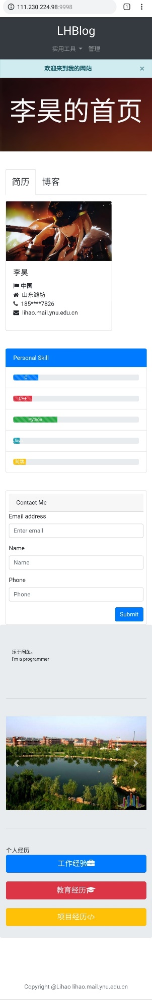 111.230.224.98:9998
1
LHBlog
实用工具 管理
欢迎来到我的网站 ×
李昊的首页
简历 博客
李昊
中国
山东潍坊
185****7826
lihao.mail.ynu.edu.cn
Personal Skill
C
C++
Python
Java
前端
Contact Me
Email address
Enter email
Name
Name
Phone
Phone
Submit
乐于闲鱼。
I'm a programmer
个人经历
工作经验
教育经历
项目经历</>
Copyright @Lihao lihao.mail.ynu.edu.cn